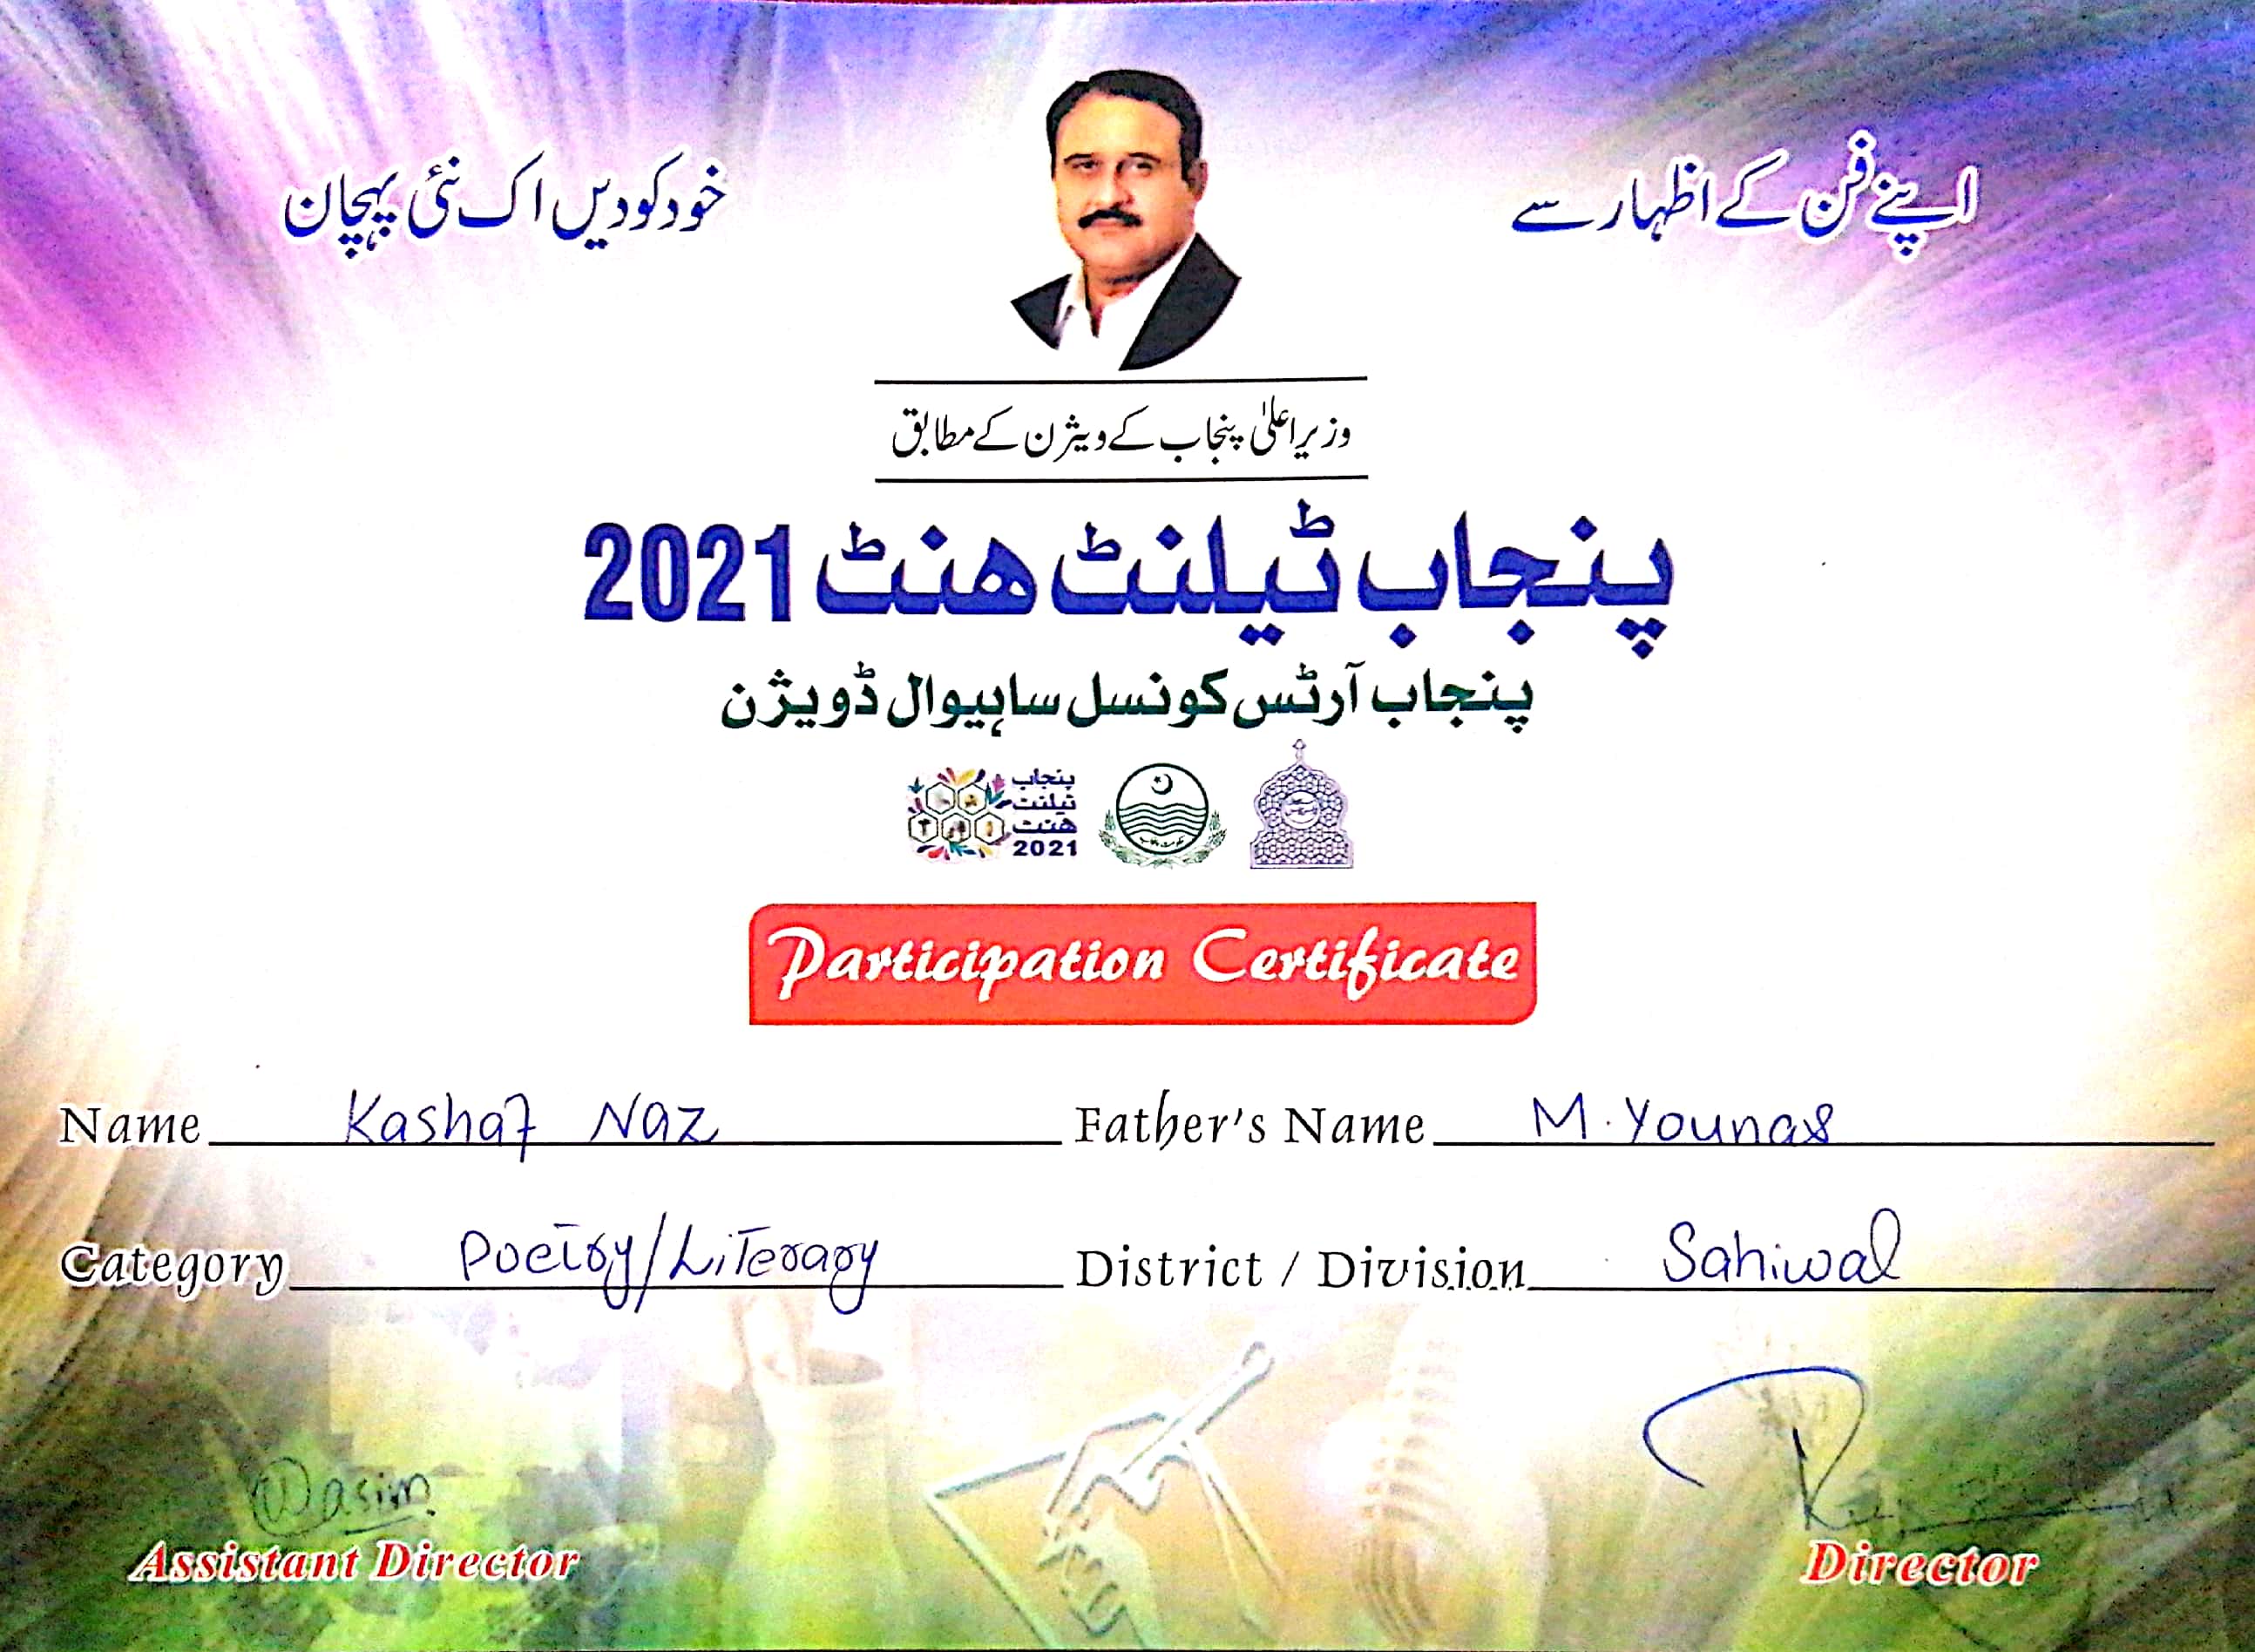 اپنے فن کے اظہار سے
خود کو دیں اک نئی پہچان
وزیراعلیٰ پنجاب کے ویژن کے مطابق
پنجاب ٹیلنٹ ھنٹ 2021
پنجاب آرٹس کونسل ساہیوال ڈویژن
پنجاب
ٹیلنٹ
ھنٹ
2021
Participation Certificate
Name Kashaf Naz Father's Name M. Younas
Category Poetry/Literary District / Division Sahiwal
Wasim
Assistant Director
Director